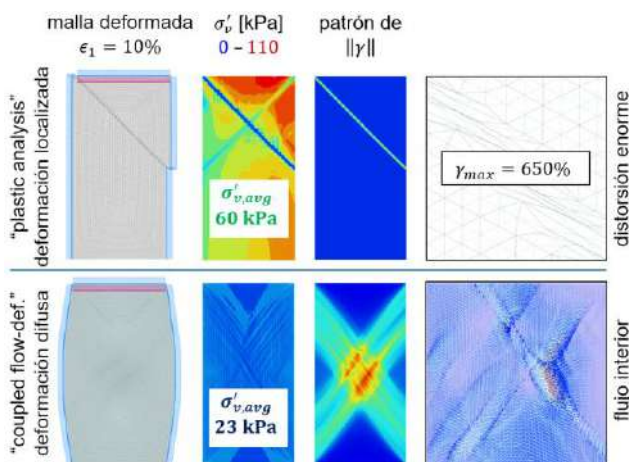 malla deformada
ϵ₁ = 10%
σ'ᵥ [kPa]
0 – 110
patrón de
‖γ‖
"plastic analysis"
deformación localizada
σ'ᵥ,avg
60 kPa
γmax = 650%
distorsión enorme
"coupled flow-def."
deformación difusa
σ'ᵥ,avg
23 kPa
flujo interior